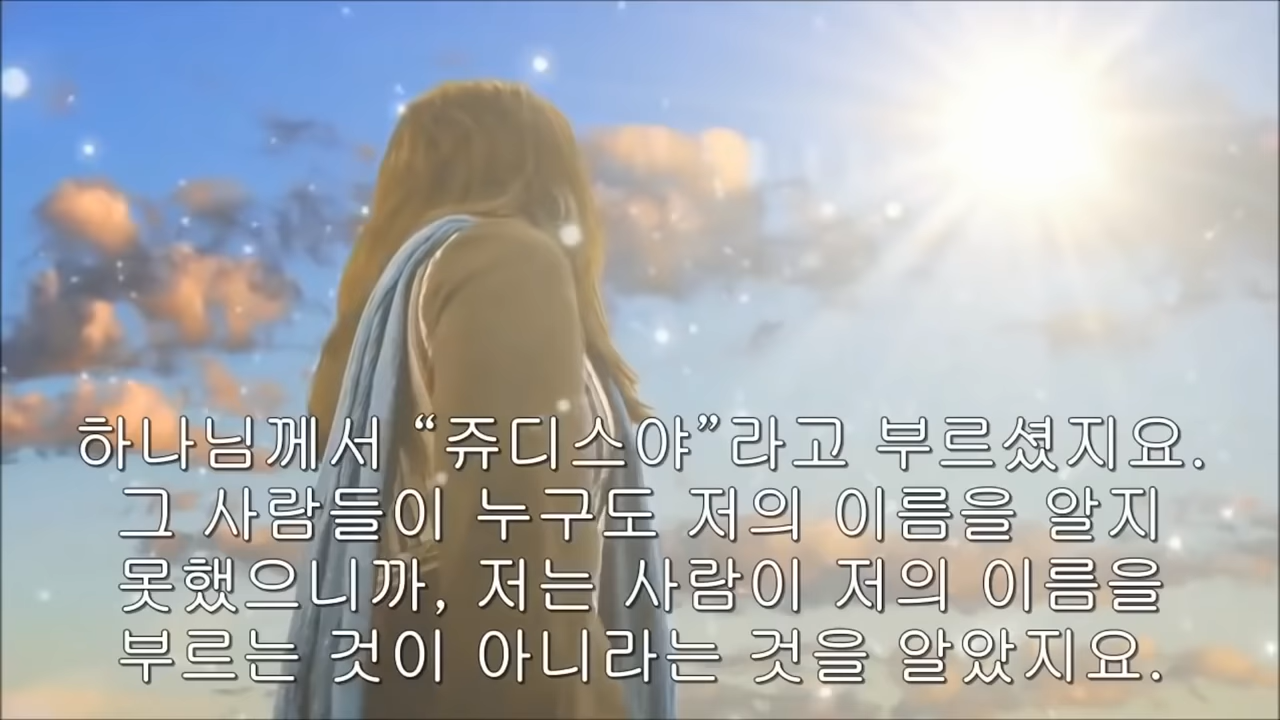 하나님께서 “쥬디스야”라고 부르셨지요.
그 사람들이 누구도 저의 이름을 알지
못했으니까, 저는 사람이 저의 이름을
부르는 것이 아니라는 것을 알았지요.